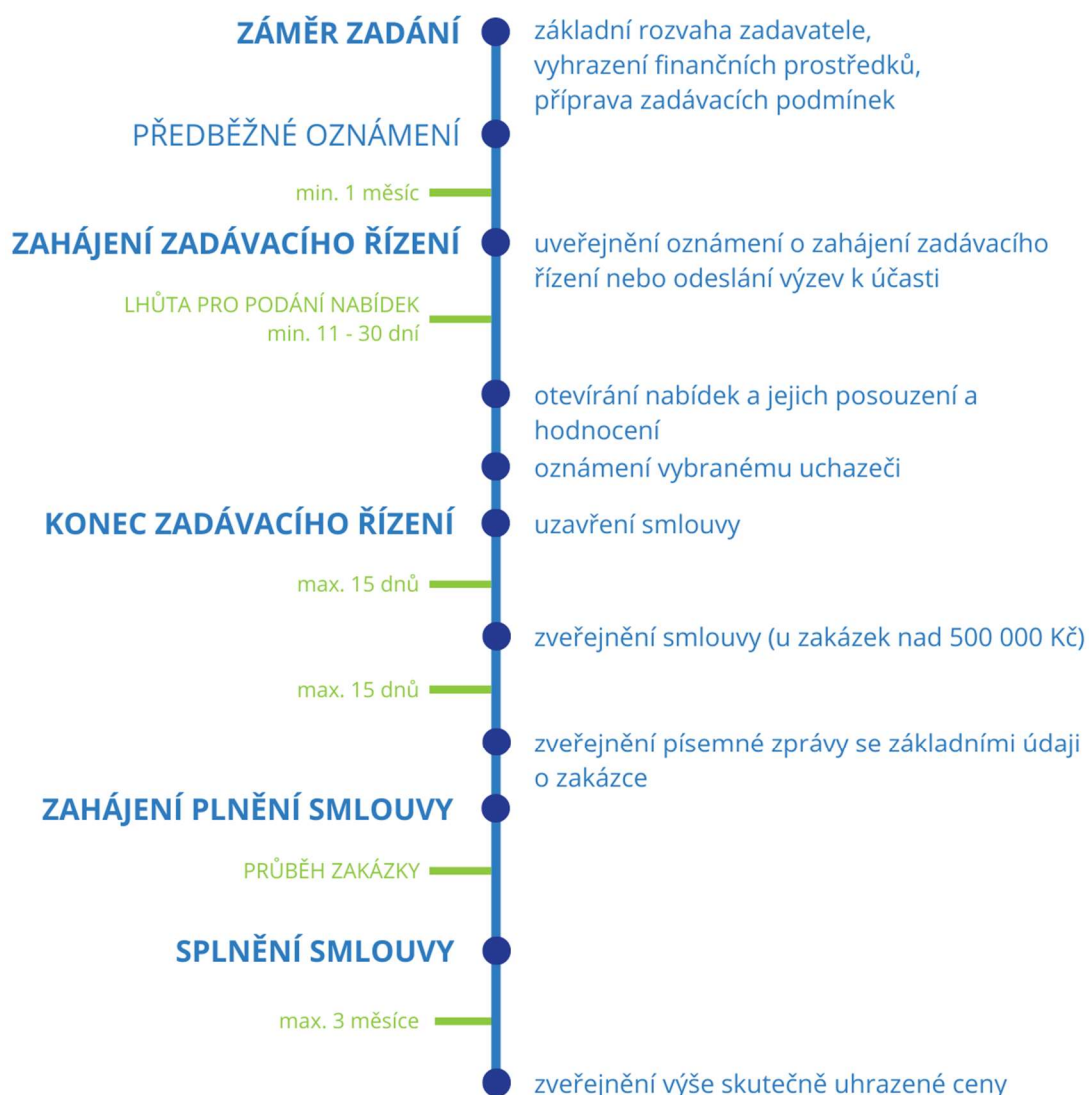 ZÁMĚR ZADÁNÍ
základní rozvaha zadavatele,
vyhrazení finančních prostředků,
příprava zadávacích podmínek
PŘEDBĚŽNÉ OZNÁMENÍ
min. 1 měsíc
ZAHÁJENÍ ZADÁVACÍHO ŘÍZENÍ
uveřejnění oznámení o zahájení zadávacího
řízení nebo odeslání výzev k účasti
LHŮTA PRO PODÁNÍ NABÍDEK
min. 11 - 30 dní
otevírání nabídek a jejich posouzení a
hodnocení
oznámení vybranému uchazeči
KONEC ZADÁVACÍHO ŘÍZENÍ
uzavření smlouvy
max. 15 dnů
zveřejnění smlouvy (u zakázek nad 500 000 Kč)
max. 15 dnů
zveřejnění písemné zprávy se základními údaji
o zakázce
ZAHÁJENÍ PLNĚNÍ SMLOUVY
PRŮBĚH ZAKÁZKY
SPLNĚNÍ SMLOUVY
max. 3 měsíce
zveřejnění výše skutečně uhrazené ceny